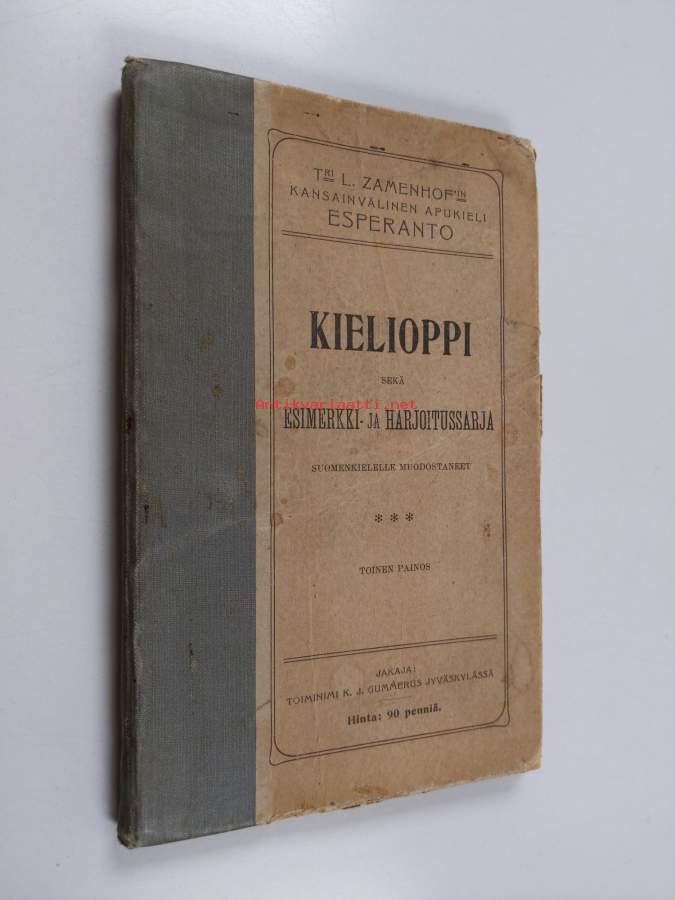 Tri L. ZAMENHOF'in
KANSAINVÄLINEN APUKIELI
ESPERANTO
KIELIOPPI
SEKÄ
Antikvariaatti.net
ESIMERKKI- JA HARJOITUSSARJA
SUOMENKIELELLE MUODOSTANEET
* * *
TOINEN PAINOS
JAKAJA:
TOIMINIMI K. J. GUMMERUS JYVÄSKYLÄSSÄ
Hinta: 90 penniä.